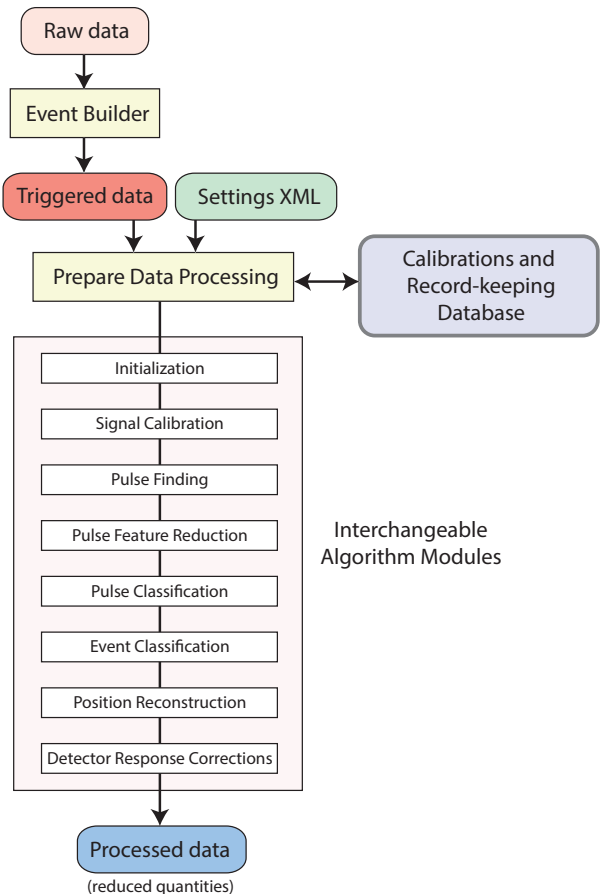 Raw data
Event Builder
Triggered data
Settings XML
Prepare Data Processing
Calibrations and
Record-keeping
Database
Initialization
Signal Calibration
Pulse Finding
Pulse Feature Reduction
Interchangeable
Algorithm Modules
Pulse Classification
Event Classification
Position Reconstruction
Detector Response Corrections
Processed data
(reduced quantities)